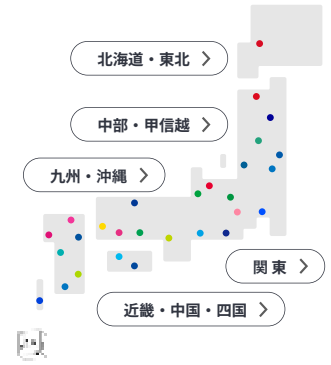 北海道・東北
中部・甲信越
九州・沖縄
関東
近畿・中国・四国